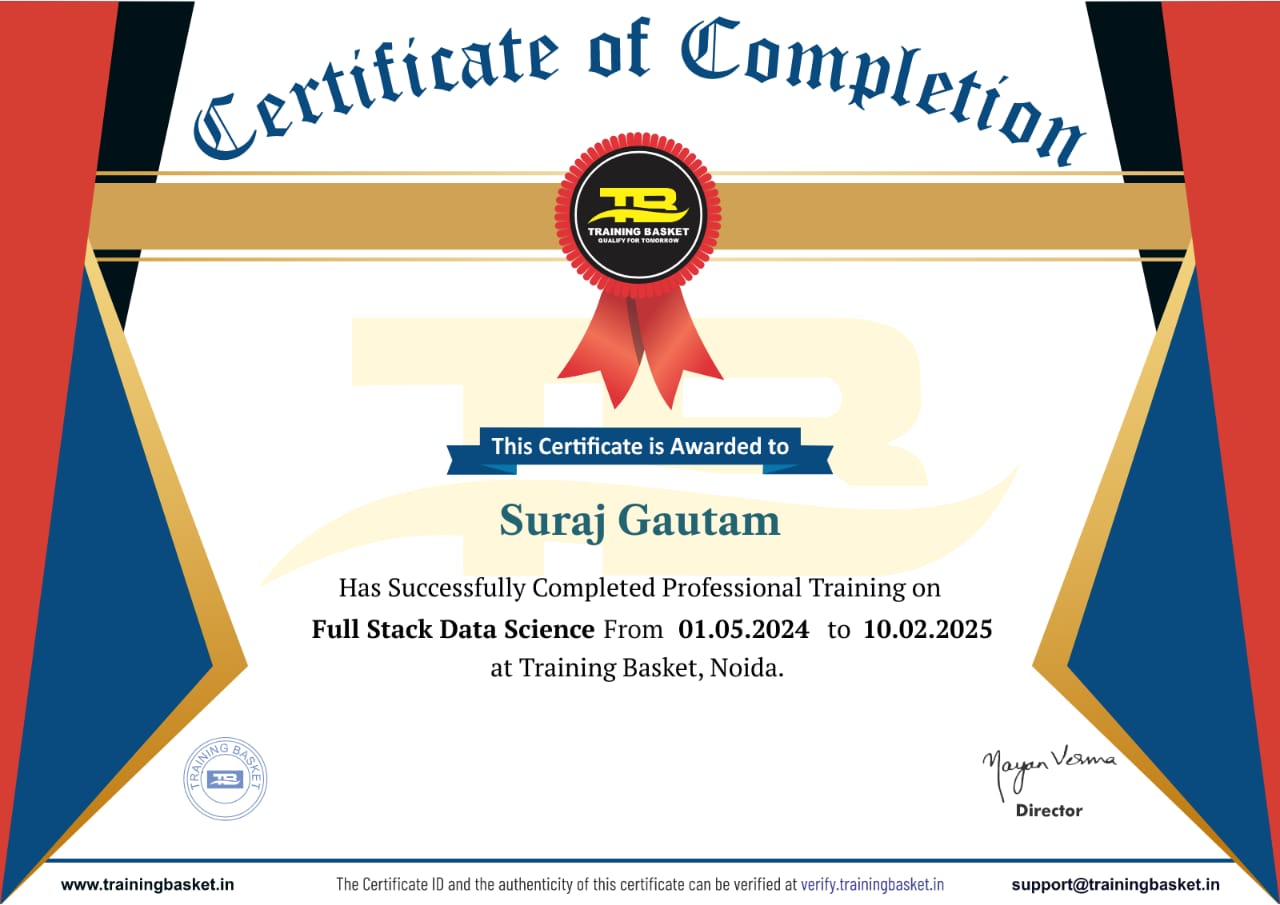 Certificate of Completion
TB
TRAINING BASKET
QUALIFY FOR TOMORROW
This Certificate is Awarded to
Suraj Gautam
Has Successfully Completed Professional Training on
Full Stack Data Science From 01.05.2024 to 10.02.2025
at Training Basket, Noida.
TRAINING BASKET
TB
Nayan Verma
Director
www.trainingbasket.in
The Certificate ID and the authenticity of this certificate can be verified at verify.trainingbasket.in
support@trainingbasket.in